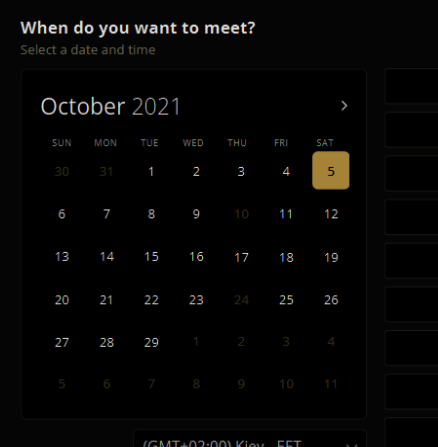 When do you want to meet?
Select a date and time
October 2021
SUN MON TUE WED THU FRI SAT
30 31 1 2 3 4 5
6 7 8 9 10 11 12
13 14 15 16 17 18 19
20 21 22 23 24 25 26
27 28 29 1 2 3 4
5 6 7 8 9 10 11
(GMT+02:00) Kiev - EET